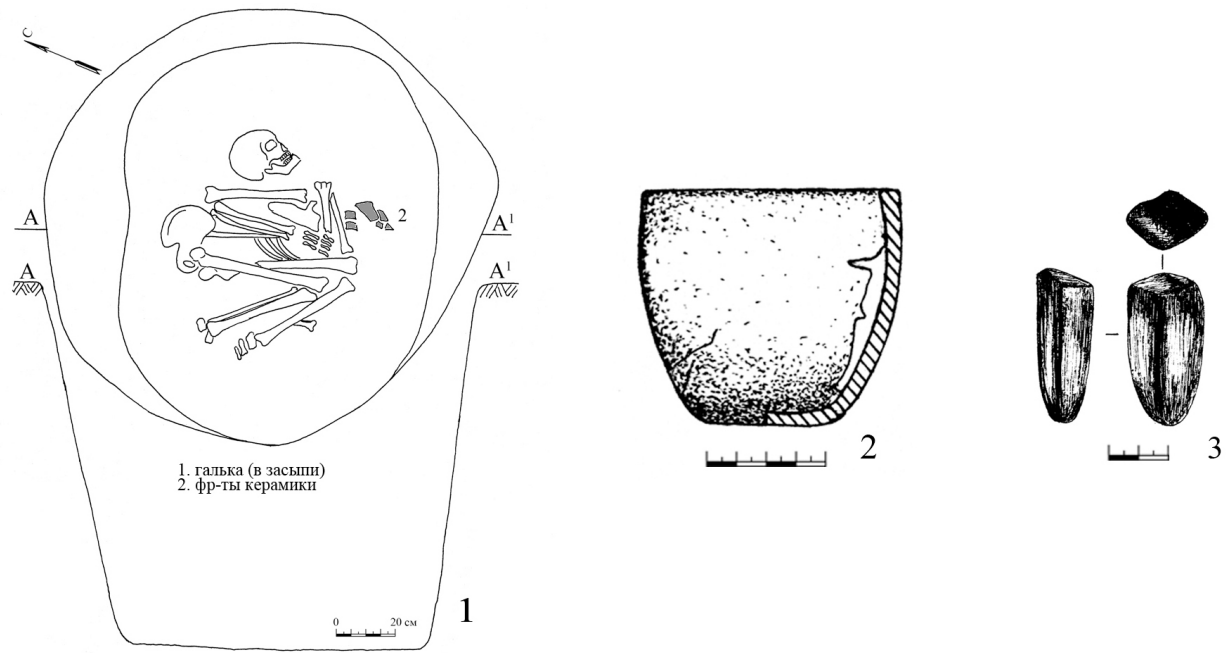 С
2
А
А¹
А
А¹
1. галька (в засыпи)
2. фр-ты керамики
0 20 см
1
2
3